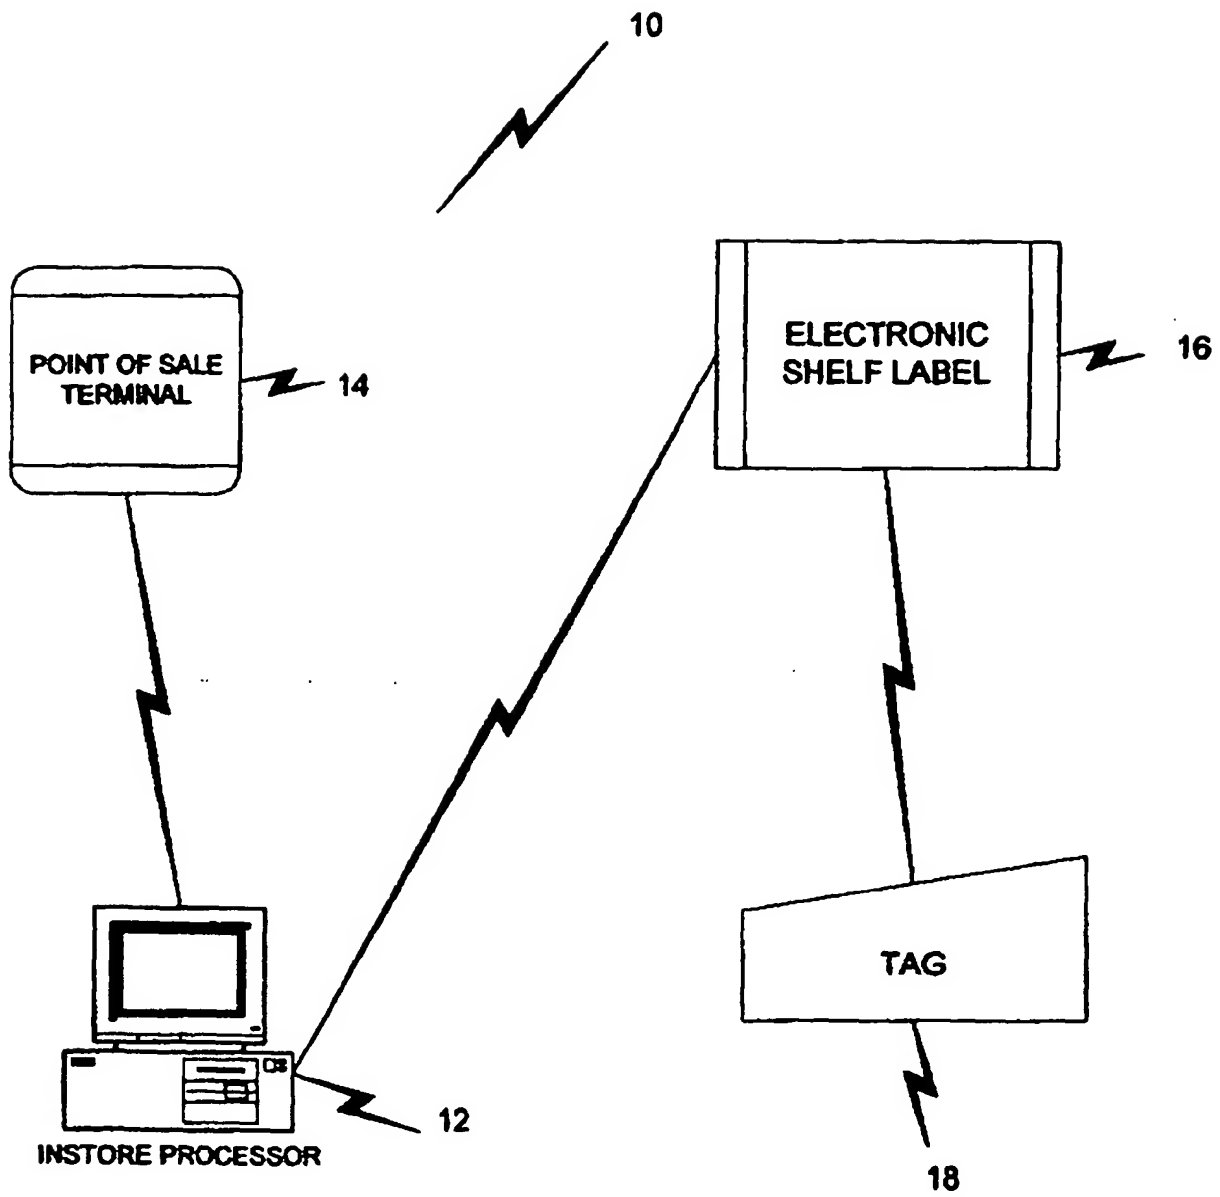 10
ELECTRONIC
SHELF LABEL
16
POINT OF SALE
TERMINAL
14
TAG
12
INSTORE PROCESSOR
18